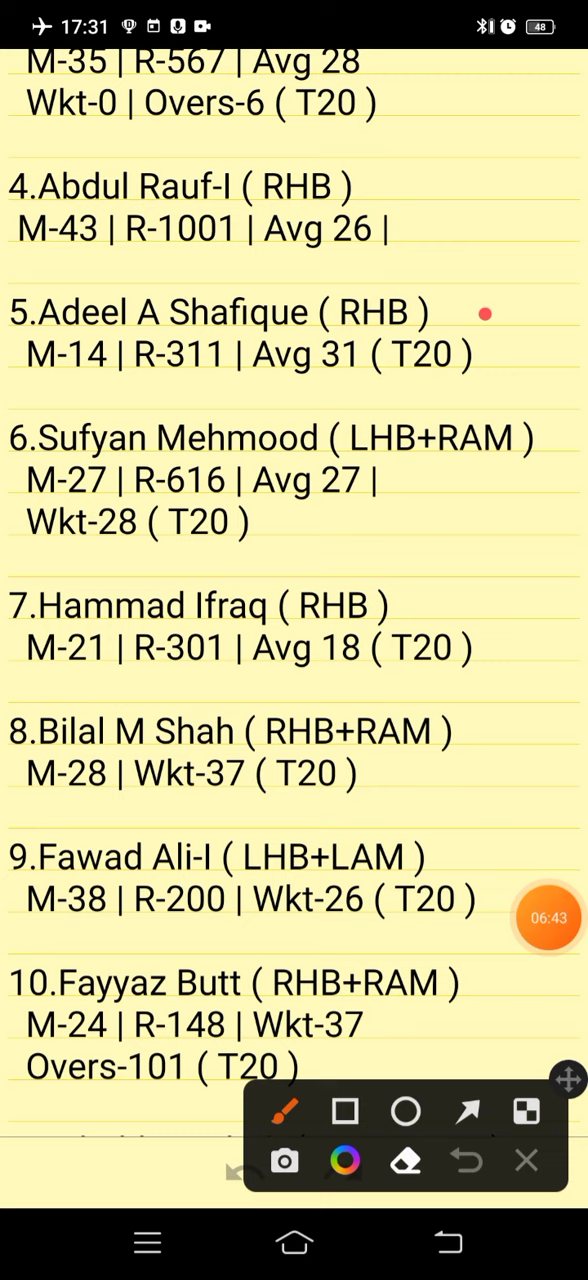 17:31
48
M-35 | R-567 | Avg 28
Wkt-0 | Overs-6 ( T20 )
4.Abdul Rauf-I ( RHB )
M-43 | R-1001 | Avg 26 |
5.Adeel A Shafique ( RHB )
M-14 | R-311 | Avg 31 ( T20 )
6.Sufyan Mehmood ( LHB+RAM )
M-27 | R-616 | Avg 27 |
Wkt-28 ( T20 )
7.Hammad Ifraq ( RHB )
M-21 | R-301 | Avg 18 ( T20 )
8.Bilal M Shah ( RHB+RAM )
M-28 | Wkt-37 ( T20 )
9.Fawad Ali-I ( LHB+LAM )
M-38 | R-200 | Wkt-26 ( T20 )
06:43
10.Fayyaz Butt ( RHB+RAM )
M-24 | R-148 | Wkt-37
Overs-101 ( T20 )